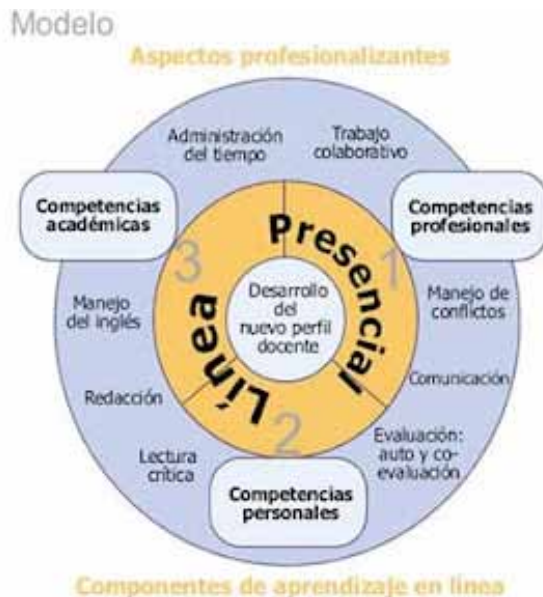 Modelo
Aspectos profesionalizantes
Administración
del tiempo
Trabajo
colaborativo
Competencias
académicas
Competencias
profesionales
Presencial
3
1
Desarrollo
del
nuevo perfil
docente
Manejo
del inglés
Manejo de
conflictos
Línea
Redacción
Comunicación
2
Lectura
crítica
Evaluación:
auto y co-
evaluación
Competencias
personales
Componentes de aprendizaje en línea